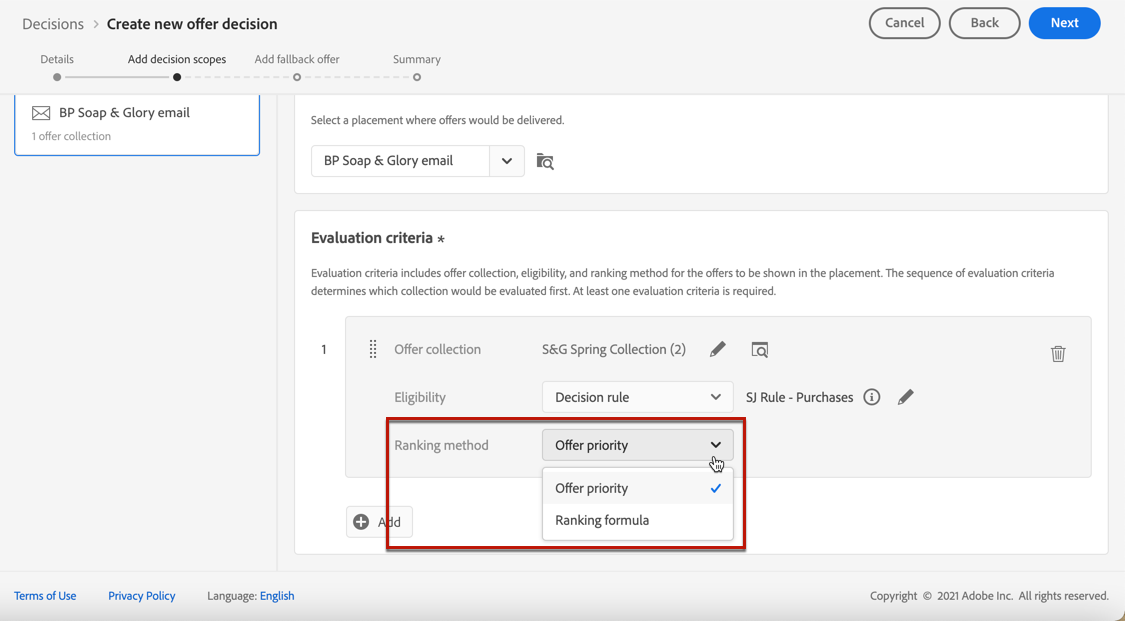 Decisions > Create new offer decision
Cancel
Back
Next
Details
Add decision scopes
Add fallback offer
Summary
BP Soap & Glory email
1 offer collection
Select a placement where offers would be delivered.
BP Soap & Glory email
Evaluation criteria *
Evaluation criteria includes offer collection, eligibility, and ranking method for the offers to be shown in the placement. The sequence of evaluation criteria
determines which collection would be evaluated first. At least one evaluation criteria is required.
1
Offer collection
S&G Spring Collection (2)
Eligibility
Decision rule
SJ Rule - Purchases
Ranking method
Offer priority
Offer priority
Ranking formula
Add
Terms of Use
Privacy Policy
Language: English
Copyright © 2021 Adobe Inc. All rights reserved.